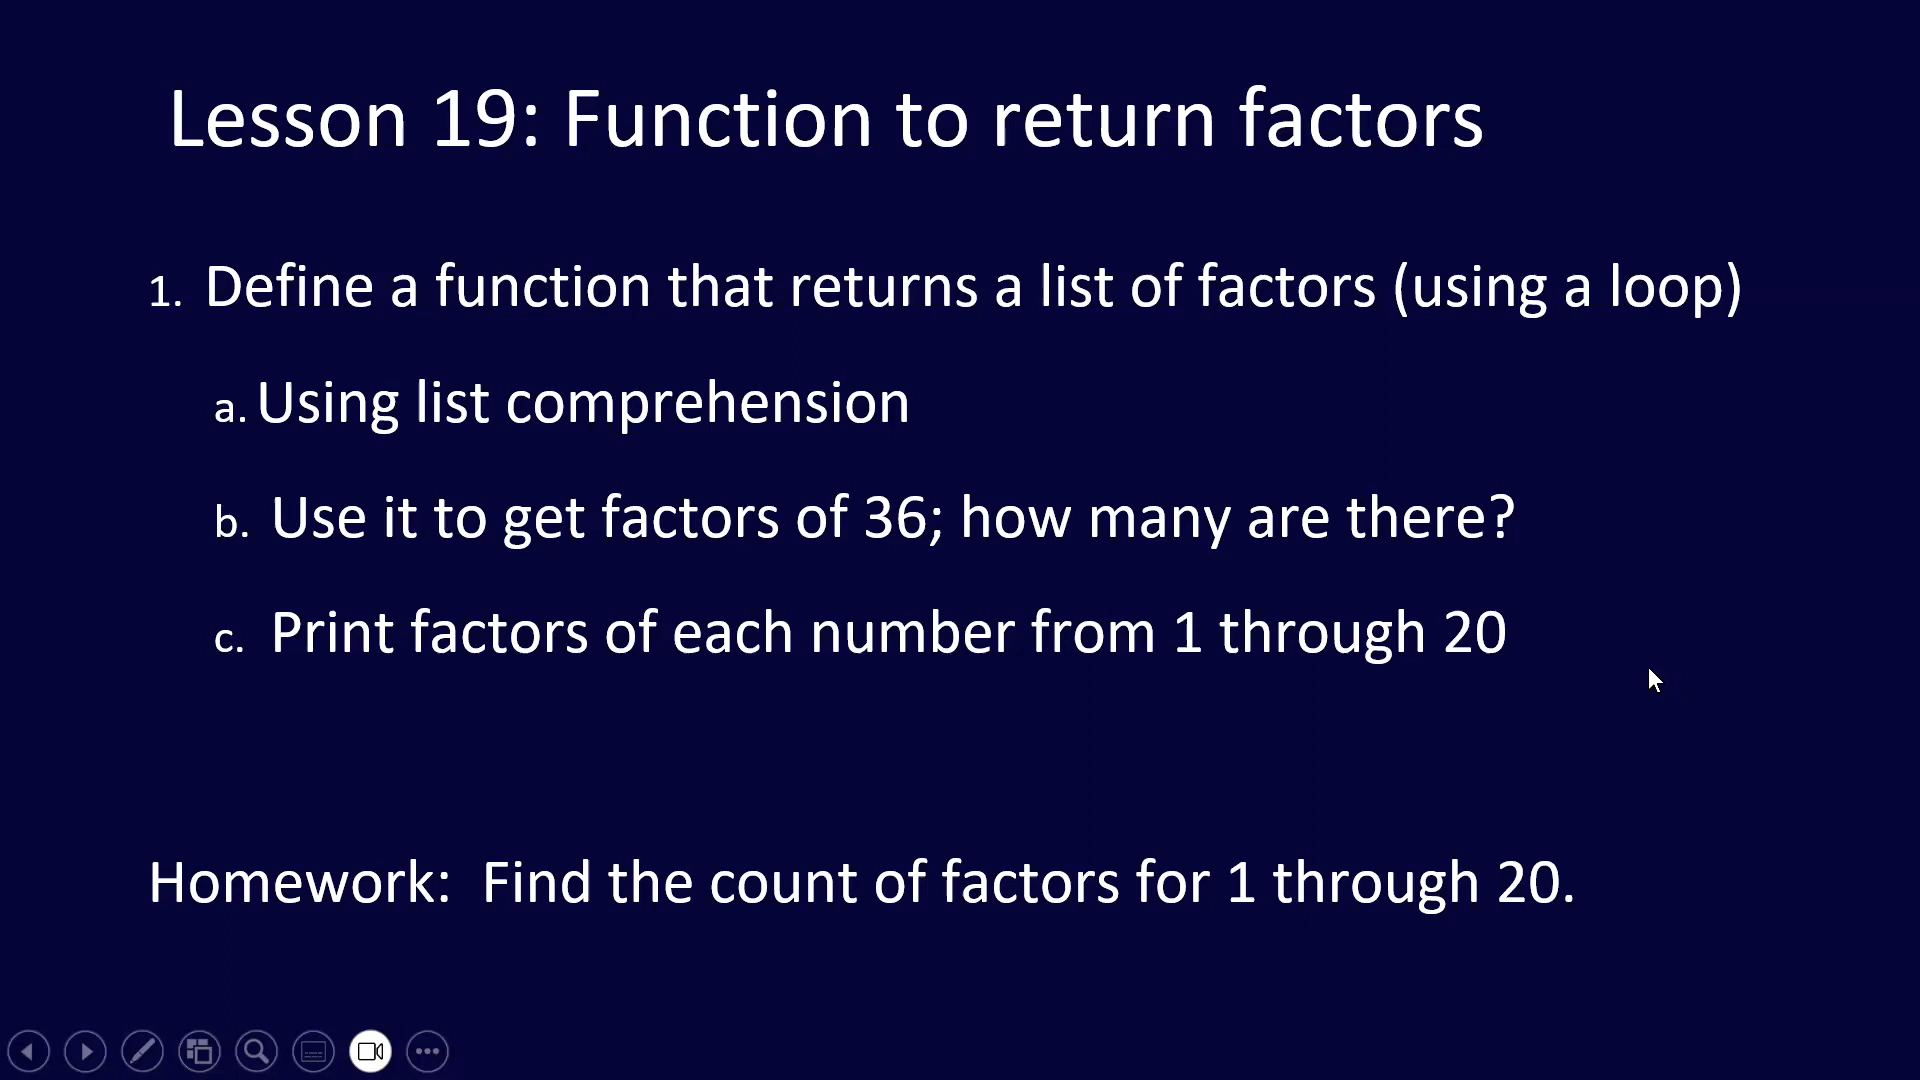 Lesson 19: Function to return factors
1. Define a function that returns a list of factors (using a loop)
a. Using list comprehension
b. Use it to get factors of 36; how many are there?
c. Print factors of each number from 1 through 20
Homework: Find the count of factors for 1 through 20.